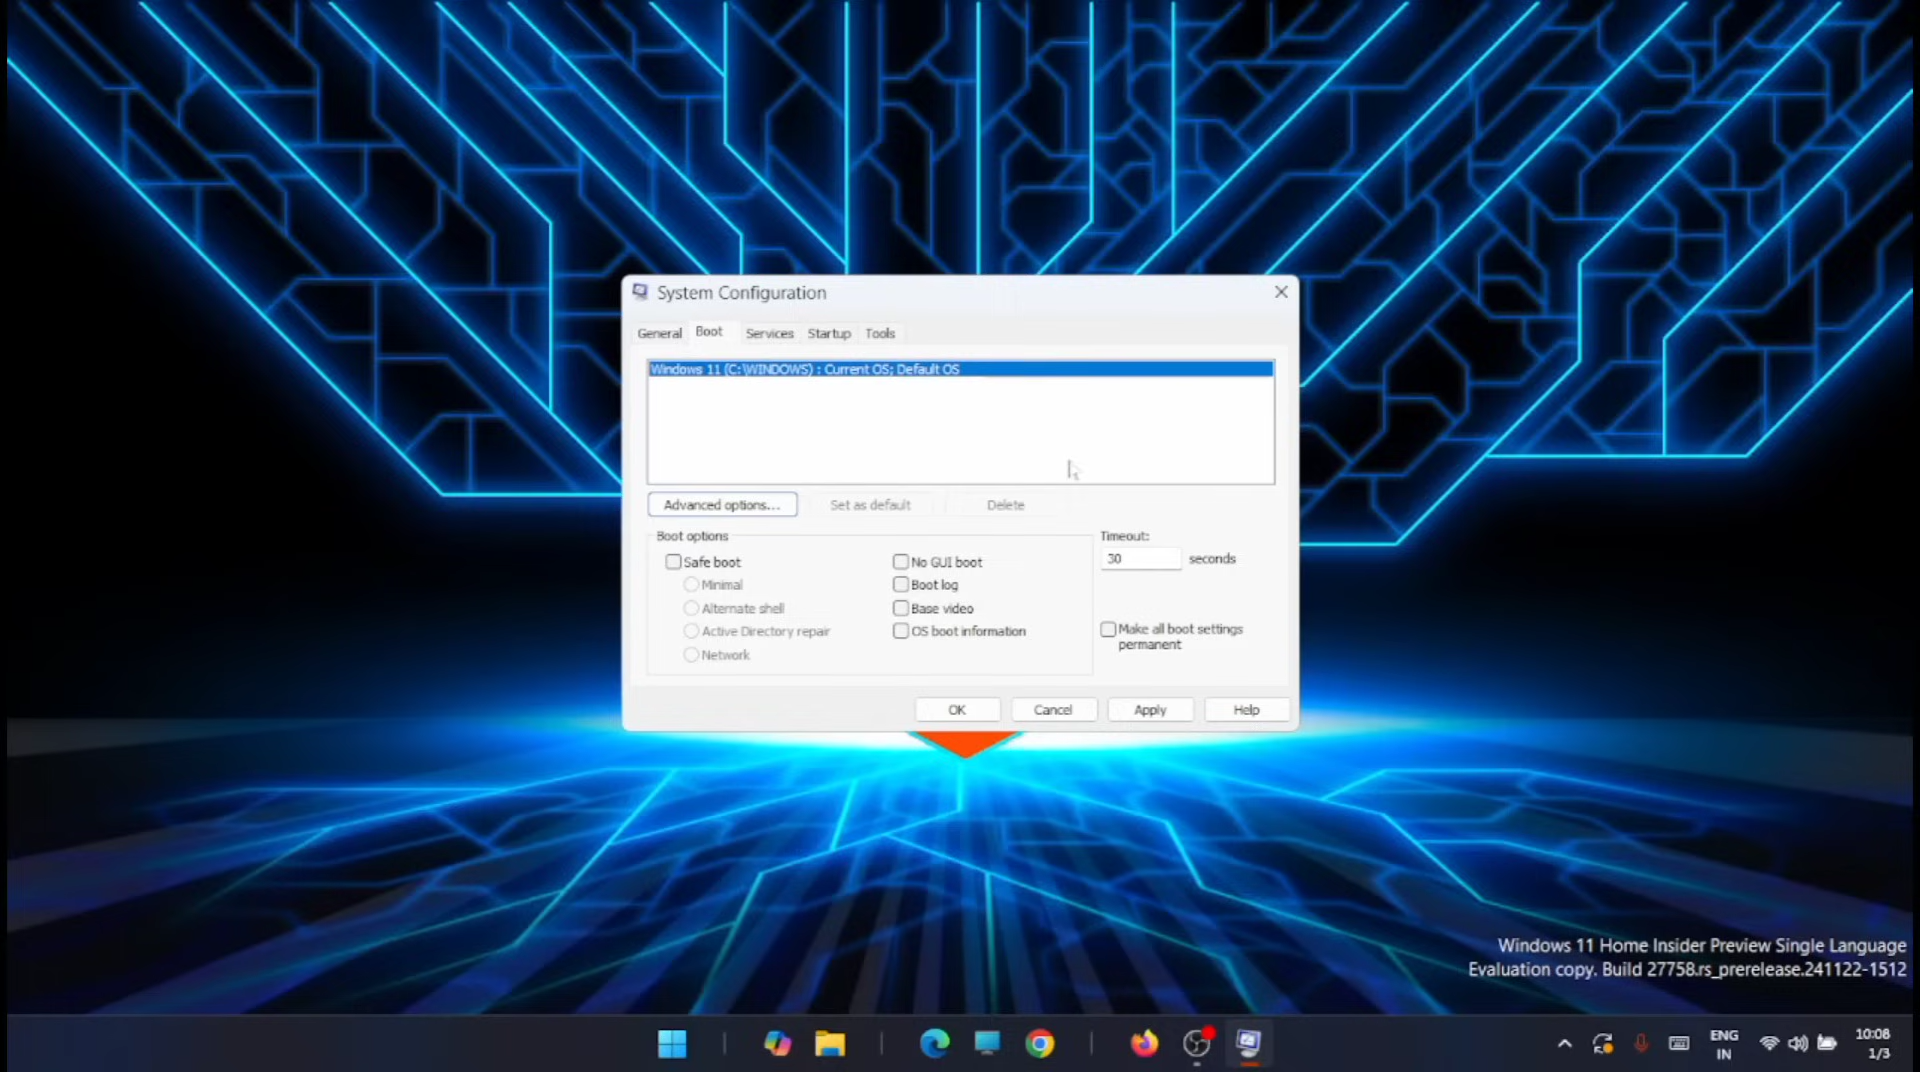 System Configuration
General Boot Services Startup Tools
Windows 11 (C:\WINDOWS) : Current OS; Default OS
Advanced options... Set as default Delete
Boot options
Timeout:
Safe boot
No GUI boot
30 seconds
Minimal
Boot log
Alternate shell
Base video
Active Directory repair
OS boot information
Make all boot settings
permanent
Network
OK Cancel Apply Help
Windows 11 Home Insider Preview Single Language
Evaluation copy. Build 27758.rs_prerelease.241122-1512
ENG
IN
10:08
1/3